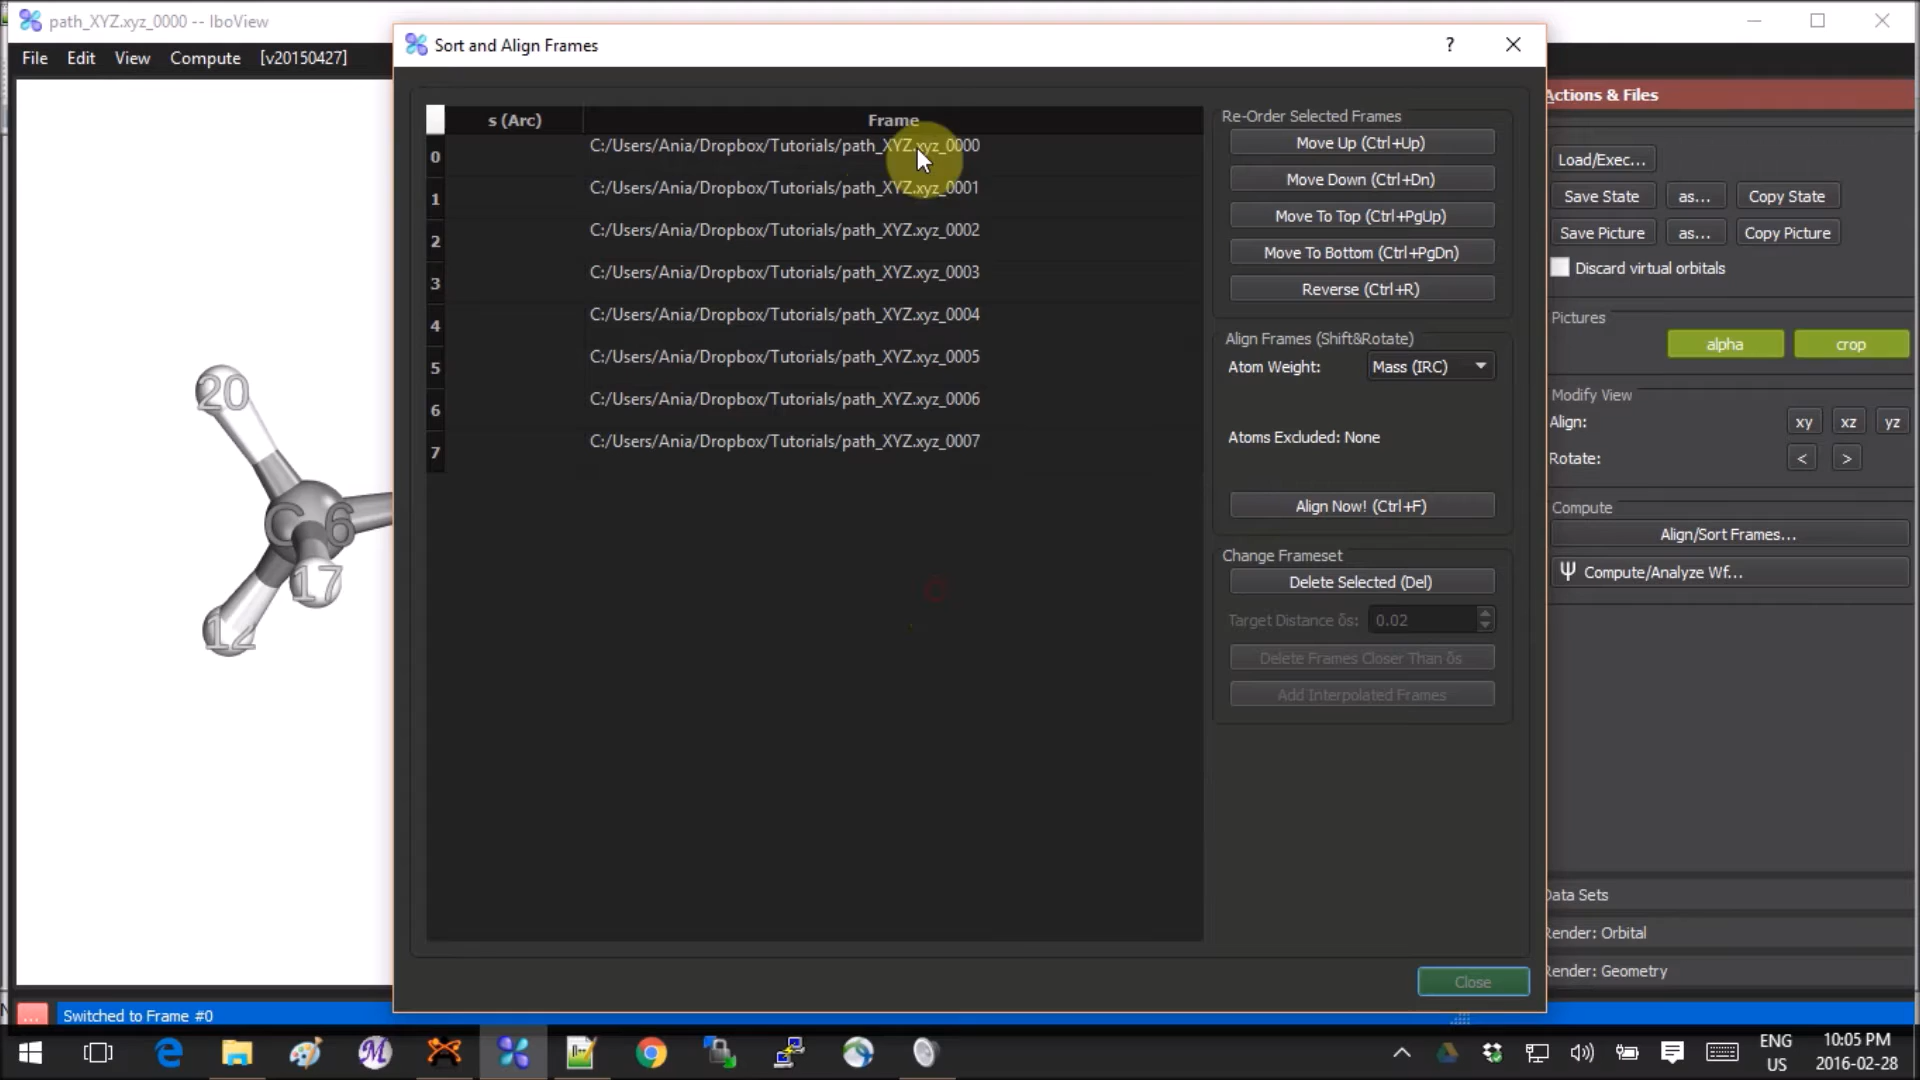 path_XYZ.xyz_0000 -- IboView
File Edit View Compute [v20150427]
Sort and Align Frames
?
s (Arc) Frame
0 C:/Users/Ania/Dropbox/Tutorials/path_XYZ.xyz_0000
1 C:/Users/Ania/Dropbox/Tutorials/path_XYZ.xyz_0001
2 C:/Users/Ania/Dropbox/Tutorials/path_XYZ.xyz_0002
3 C:/Users/Ania/Dropbox/Tutorials/path_XYZ.xyz_0003
4 C:/Users/Ania/Dropbox/Tutorials/path_XYZ.xyz_0004
5 C:/Users/Ania/Dropbox/Tutorials/path_XYZ.xyz_0005
6 C:/Users/Ania/Dropbox/Tutorials/path_XYZ.xyz_0006
7 C:/Users/Ania/Dropbox/Tutorials/path_XYZ.xyz_0007
Re-Order Selected Frames
Move Up (Ctrl+Up)
Move Down (Ctrl+Dn)
Move To Top (Ctrl+PgUp)
Move To Bottom (Ctrl+PgDn)
Reverse (Ctrl+R)
Align Frames (Shift&Rotate)
Atom Weight: Mass (IRC)
Atoms Excluded: None
Align Now! (Ctrl+F)
Change Frameset
Delete Selected (Del)
Target Distance δs: 0.02
Delete Frames Closer Than δs
Add Interpolated Frames
Close
Actions & Files
Load/Exec...
Save State as... Copy State
Save Picture as... Copy Picture
Discard virtual orbitals
Pictures
alpha crop
Modify View
Align: xy xz yz
Rotate: < >
Compute
Align/Sort Frames...
Ψ Compute/Analyze Wf...
Data Sets
Render: Orbital
Render: Geometry
20
C 6
17
12
... Switched to Frame #0
ENG
US
10:05 PM
2016-02-28